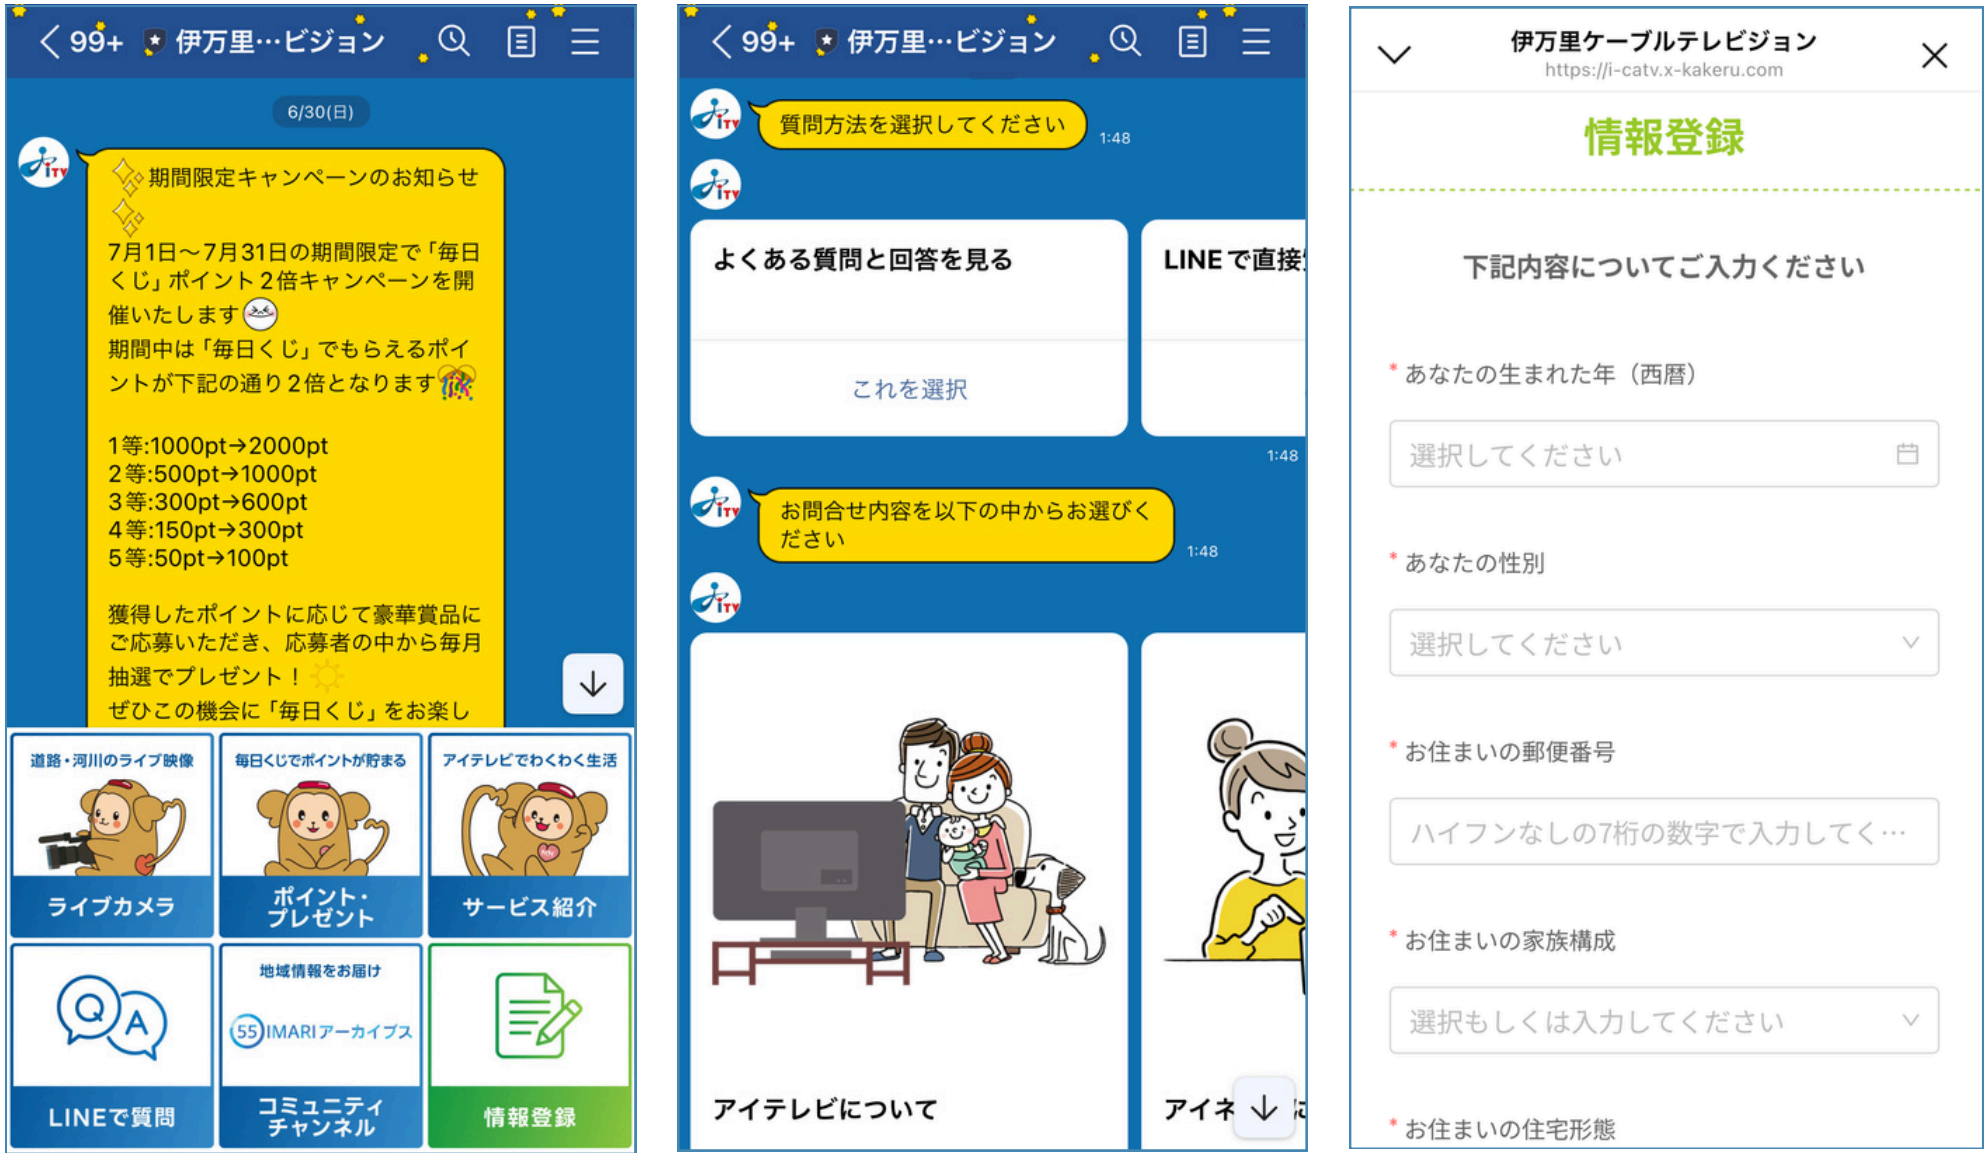 99+ 伊万里…ビジョン
6/30(日)
期間限定キャンペーンのお知らせ
7月1日～7月31日の期間限定で「毎日
くじ」ポイント2倍キャンペーンを開
催いたします
期間中は「毎日くじ」でもらえるポイ
ントが下記の通り2倍となります
1等:1000pt→2000pt
2等:500pt→1000pt
3等:300pt→600pt
4等:150pt→300pt
5等:50pt→100pt
獲得したポイントに応じて豪華賞品に
ご応募いただき、応募者の中から毎月
抽選でプレゼント！
ぜひこの機会に「毎日くじ」をお楽し
道路・河川のライブ映像
ライブカメラ
毎日くじでポイントが貯まる
ポイント・
プレゼント
アイテレビでわくわく生活
サービス紹介
Q A
LINEで質問
地域情報をお届け
55 IMARIアーカイブス
コミュニティ
チャンネル
情報登録
99+ 伊万里…ビジョン
iTV
質問方法を選択してください
1:48
iTV
よくある質問と回答を見る
これを選択
LINEで直接
1:48
iTV
お問合せ内容を以下の中からお選びく
ださい
1:48
iTV
アイテレビについて
アイネ
伊万里ケーブルテレビジョン
https://i-catv.x-kakeru.com
情報登録
下記内容についてご入力ください
* あなたの生まれた年（西暦）
選択してください
* あなたの性別
選択してください
* お住まいの郵便番号
ハイフンなしの7桁の数字で入力してく…
* お住まいの家族構成
選択もしくは入力してください
* お住まいの住宅形態